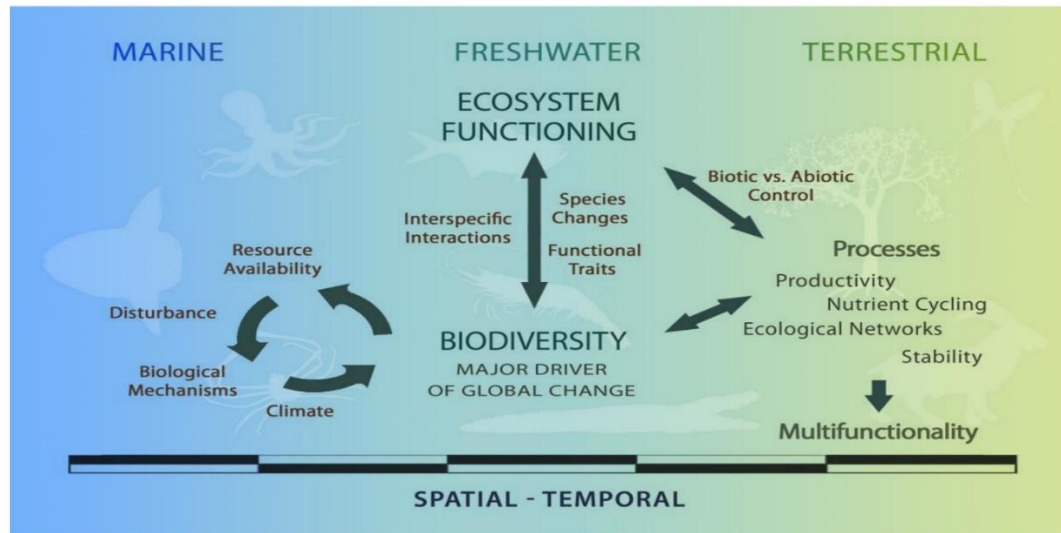 MARINE
FRESHWATER
TERRESTRIAL
ECOSYSTEM
FUNCTIONING
Biotic vs. Abiotic
Control
Interspecific
Interactions
Species
Changes
Functional
Traits
Resource
Availability
Disturbance
Biological
Mechanisms
Climate
BIODIVERSITY
MAJOR DRIVER
OF GLOBAL CHANGE
Processes
Productivity
Nutrient Cycling
Ecological Networks
Stability
Multifunctionality
SPATIAL - TEMPORAL